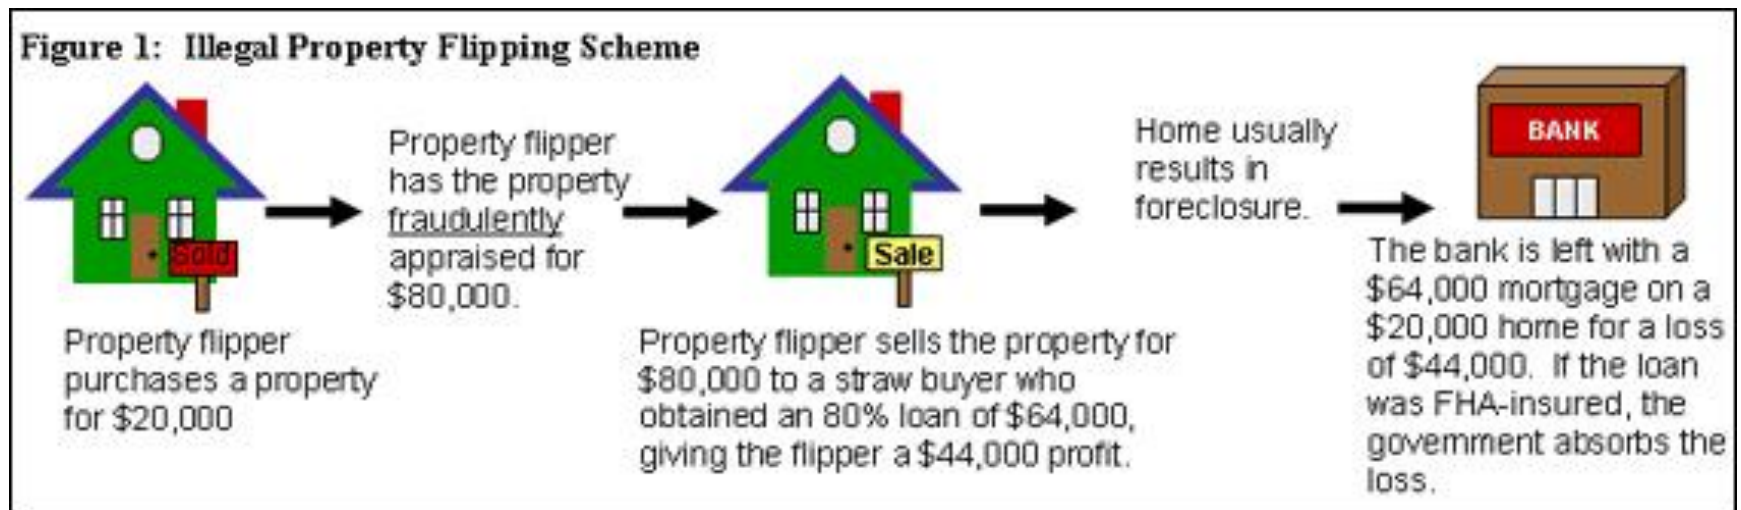 Figure 1: Illegal Property Flipping Scheme
Sold
Property flipper
purchases a property
for $20,000
Property flipper
has the property
fraudulently
appraised for
$80,000.
Sale
Property flipper sells the property for
$80,000 to a straw buyer who
obtained an 80% loan of $64,000,
giving the flipper a $44,000 profit.
Home usually
results in
foreclosure.
BANK
The bank is left with a
$64,000 mortgage on a
$20,000 home for a loss
of $44,000. If the loan
was FHA-insured, the
government absorbs the
loss.